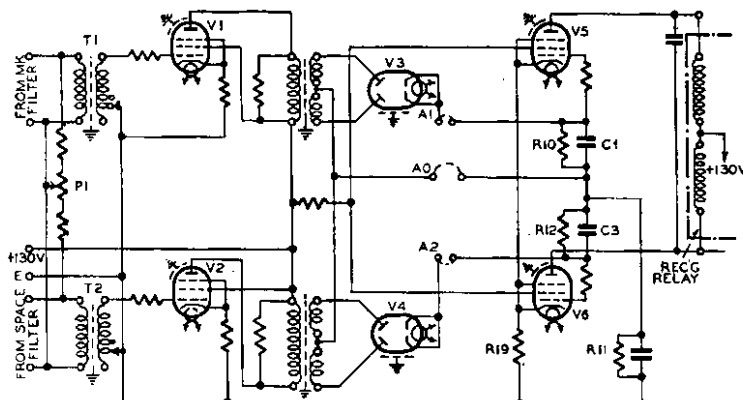 T1
V1
V5
FROM MK
FILTER
V3
A1
R10
C1
P1
A0
+130V
R12
C3
+130V
A2
REC'G
RELAY
E
T2
V2
V4
V6
FROM SPACE
FILTER
R19
R11